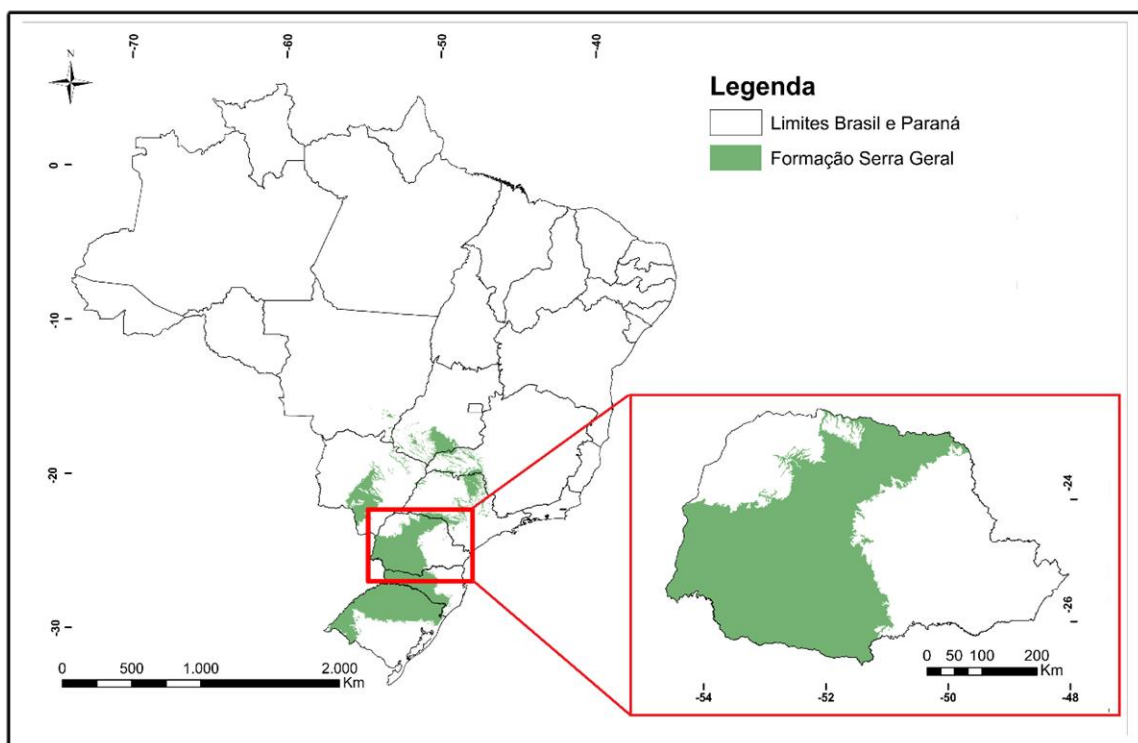 -70
-60
-50
-40
N
Legenda
Limites Brasil e Paraná
Formação Serra Geral
0
-10
-20
-30
0 500 1.000 2.000
Km
-24
-26
0 50 100 200
Km
-54 -52 -50 -48